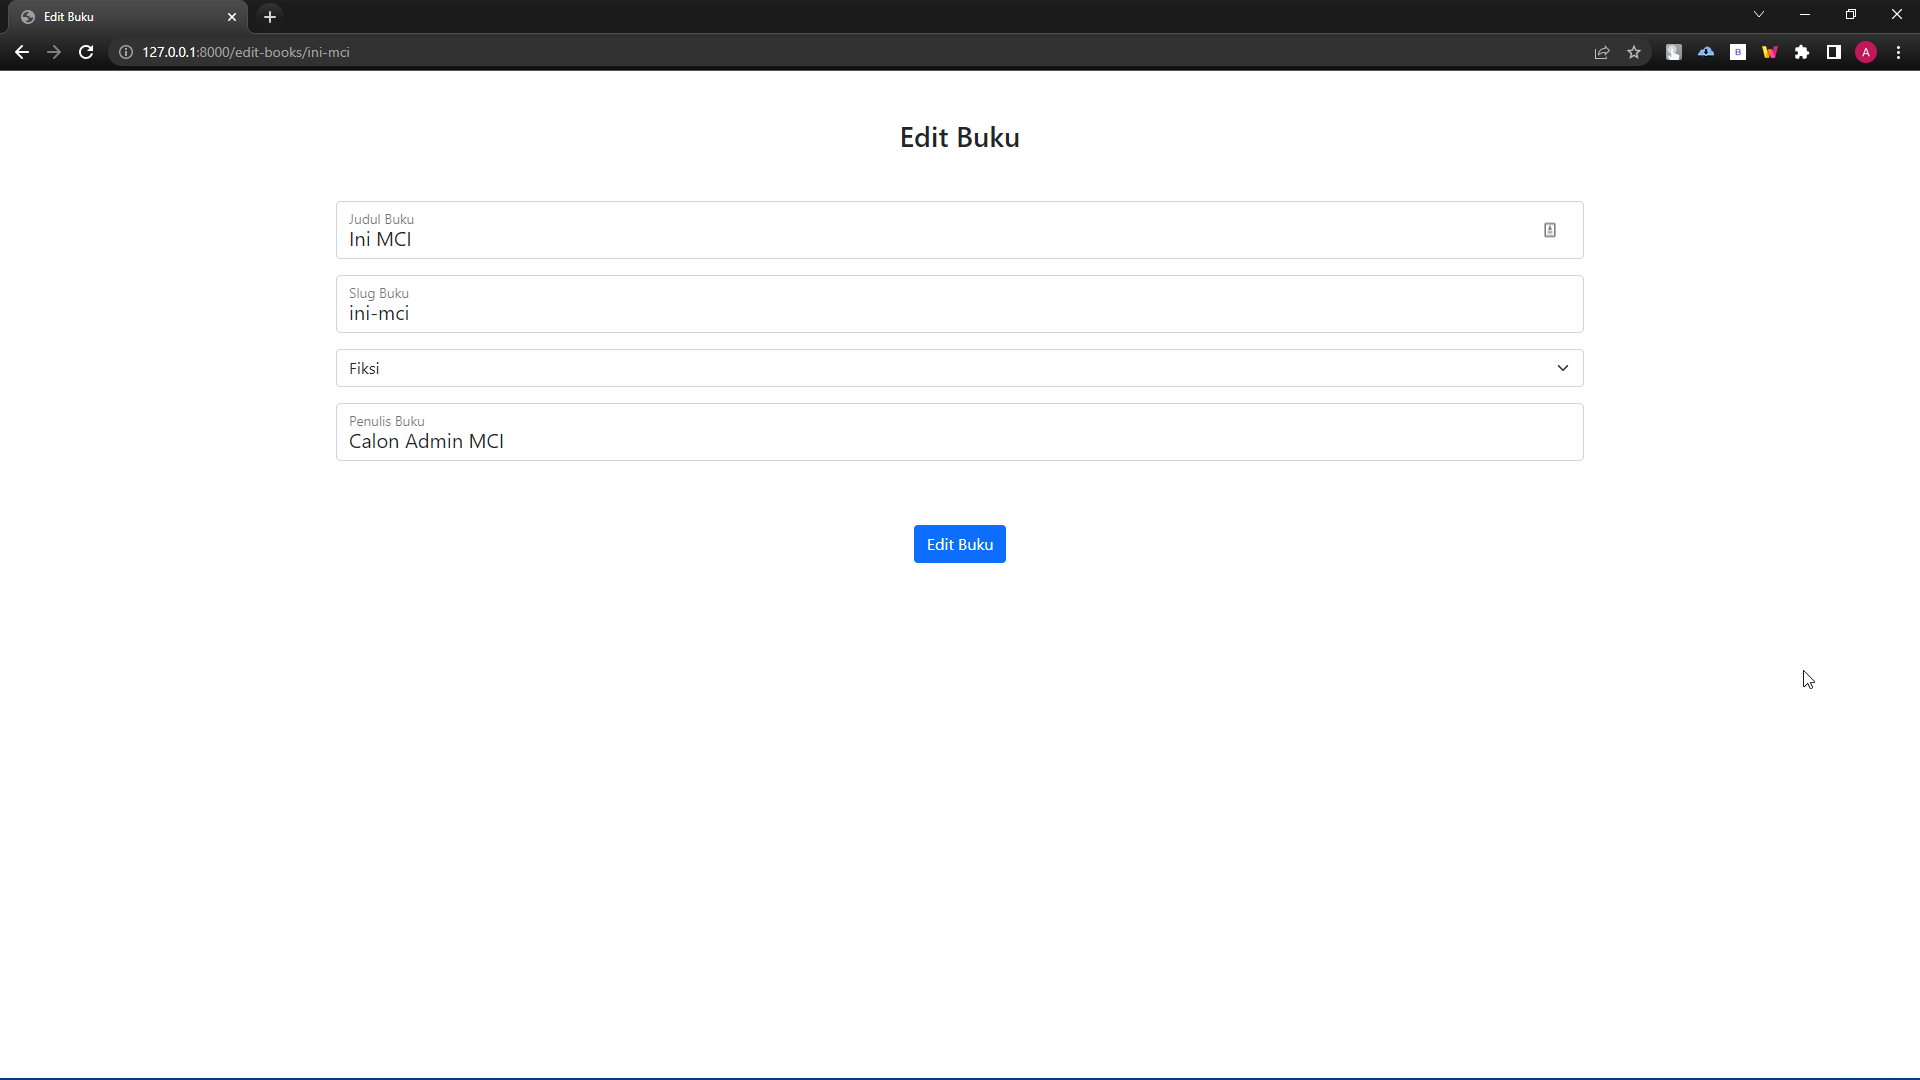 Edit Buku
127.0.0.1:8000/edit-books/ini-mci
B
A
Edit Buku
Judul Buku
Ini MCI
Slug Buku
ini-mci
Fiksi
Penulis Buku
Calon Admin MCI
Edit Buku